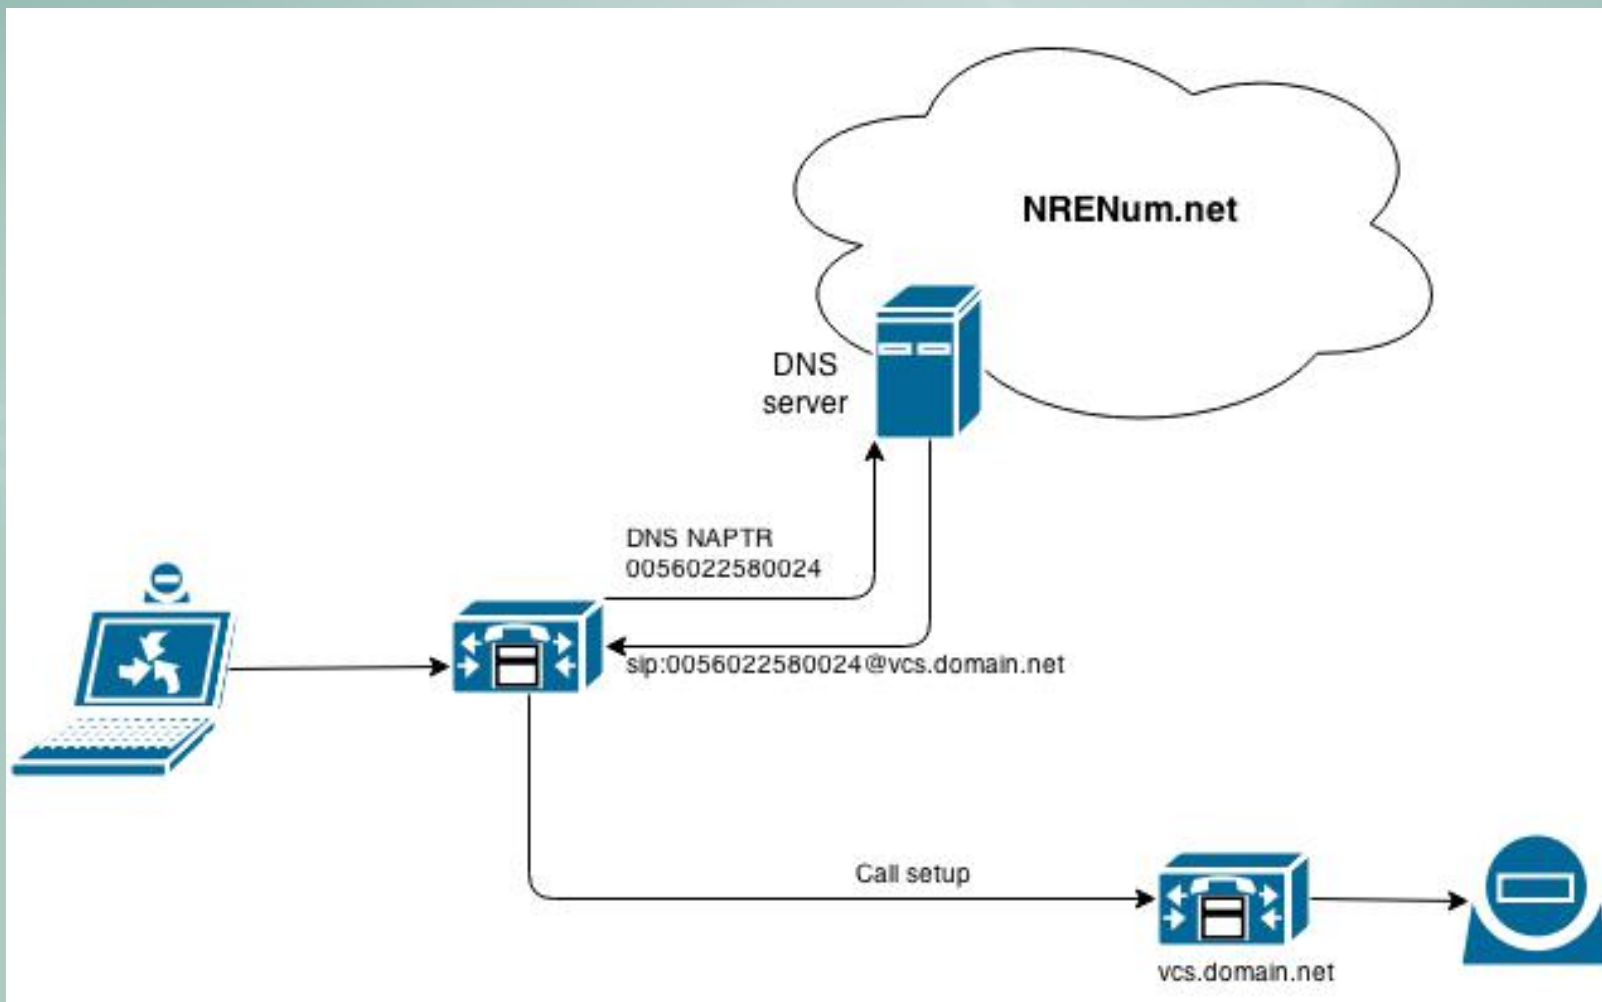 NRENum.net
DNS
server
DNS NAPTR
0056022580024
sip:0056022580024@vcs.domain.net
Call setup
vcs.domain.net